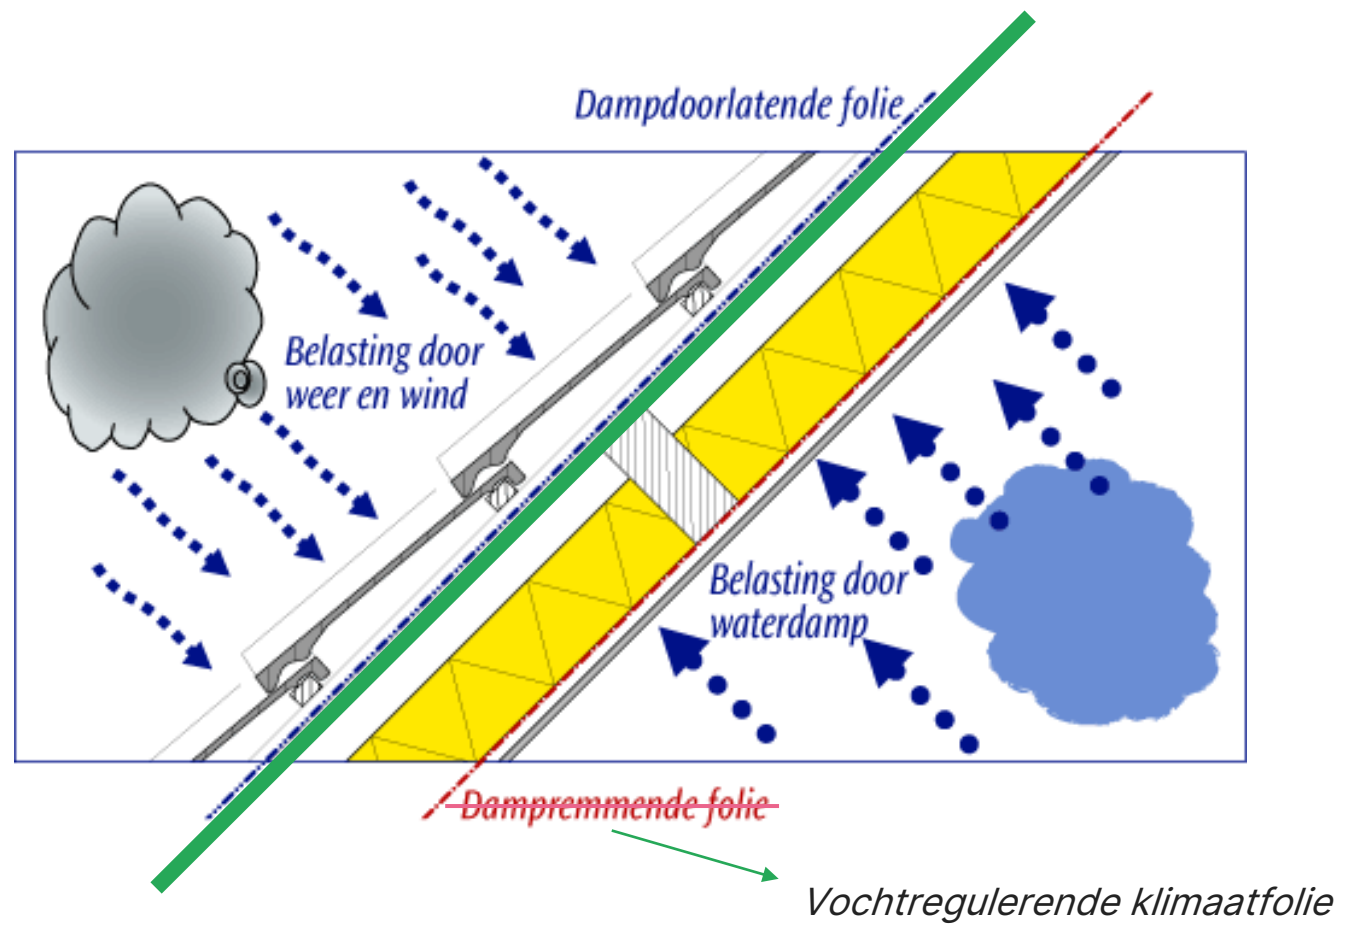 Dampdoorlatende folie
Belasting door
weer en wind
Belasting door
waterdamp
Dampremmende folie
Vochtregulerende klimaatfolie